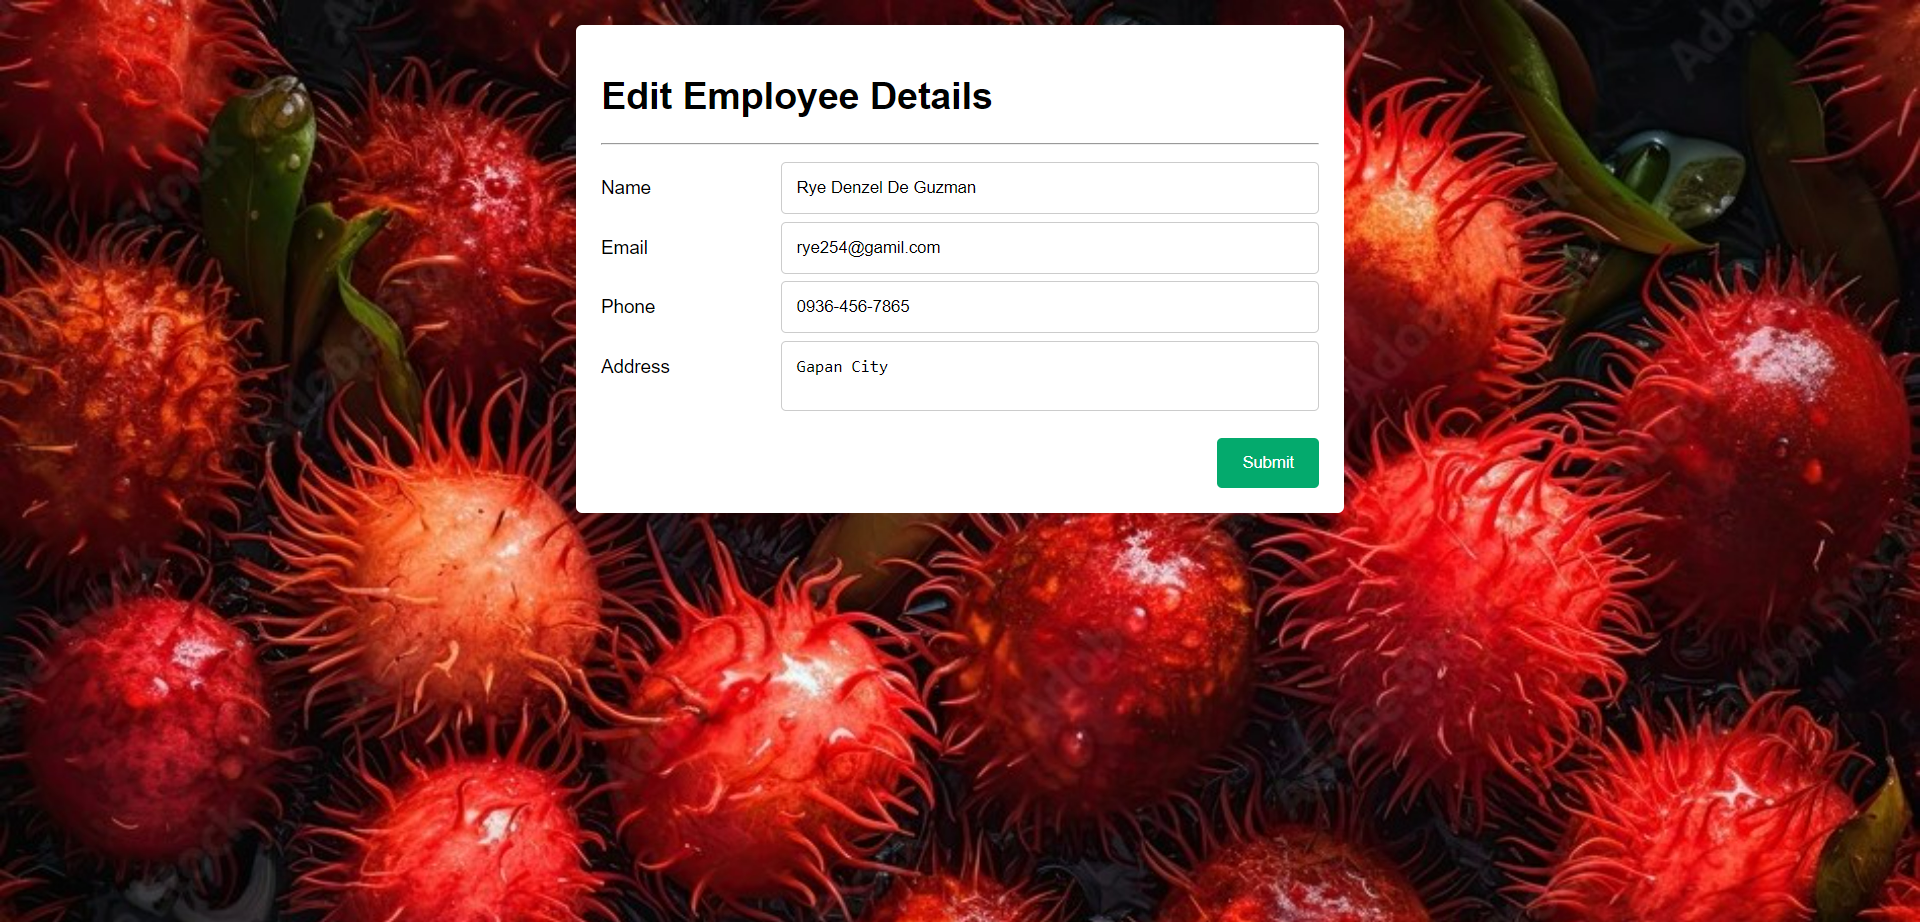 Edit Employee Details
Name
Rye Denzel De Guzman
Email
rye254@gamil.com
Phone
0936-456-7865
Address
Gapan City
Submit